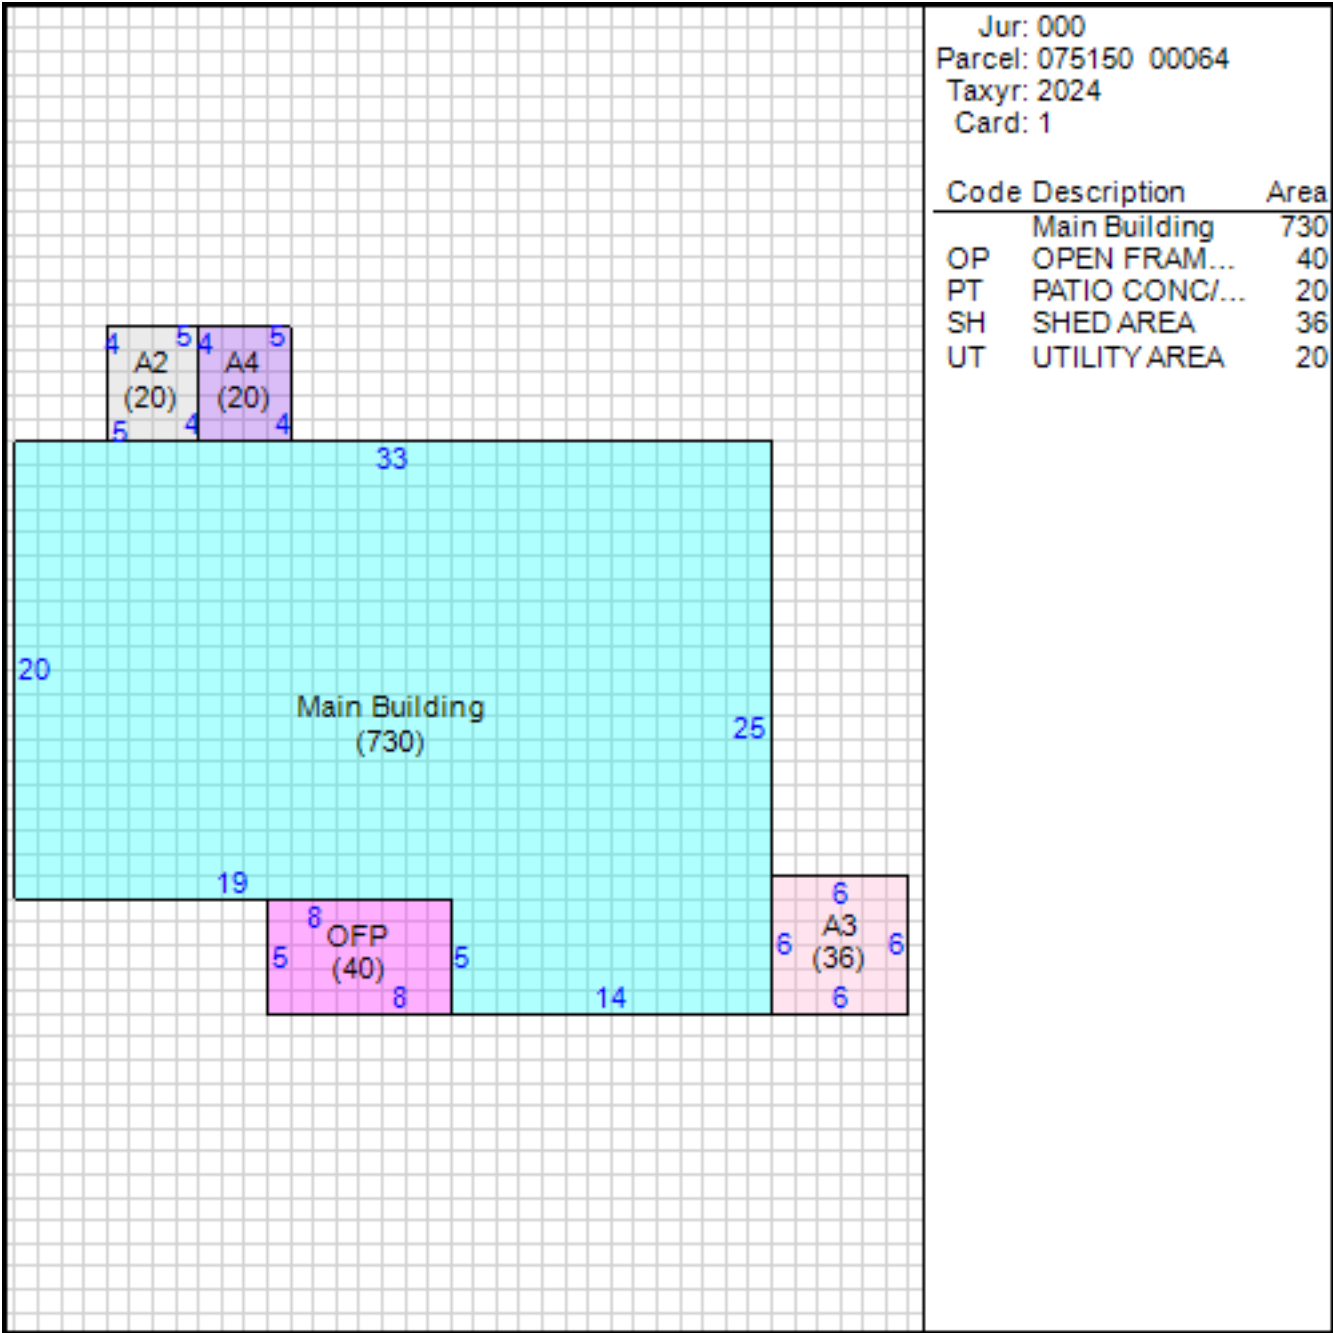 Jur: 000
Parcel: 075150 00064
Taxyr: 2024
Card: 1
Code Description Area
Main Building 730
OP OPEN FRAM... 40
PT PATIO CONC/... 20
SH SHED AREA 36
UT UTILITY AREA 20
4 5 4 5
A2 A4
(20) (20)
5 4 4
33
20
Main Building
(730)
25
19
8
OFP
(40)
5
8
5
14
6
A3
(36)
6 6
6